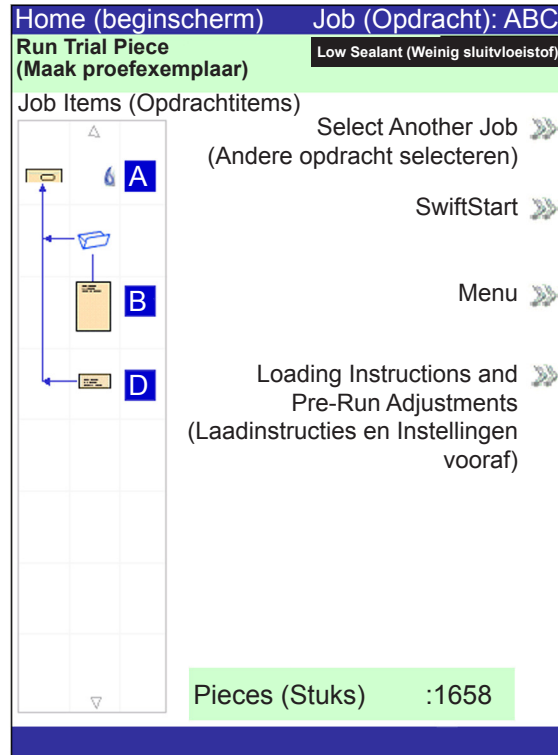 Home (beginscherm) Job (Opdracht): ABC
Run Trial Piece
(Maak proefexemplaar)
Low Sealant (Weinig sluitvloeistof)
Job Items (Opdrachtitems)
Select Another Job
(Andere opdracht selecteren)
A
SwiftStart
B
Menu
D
Loading Instructions and
Pre-Run Adjustments
(Laadinstructies en Instellingen
vooraf)
Pieces (Stuks) :1658